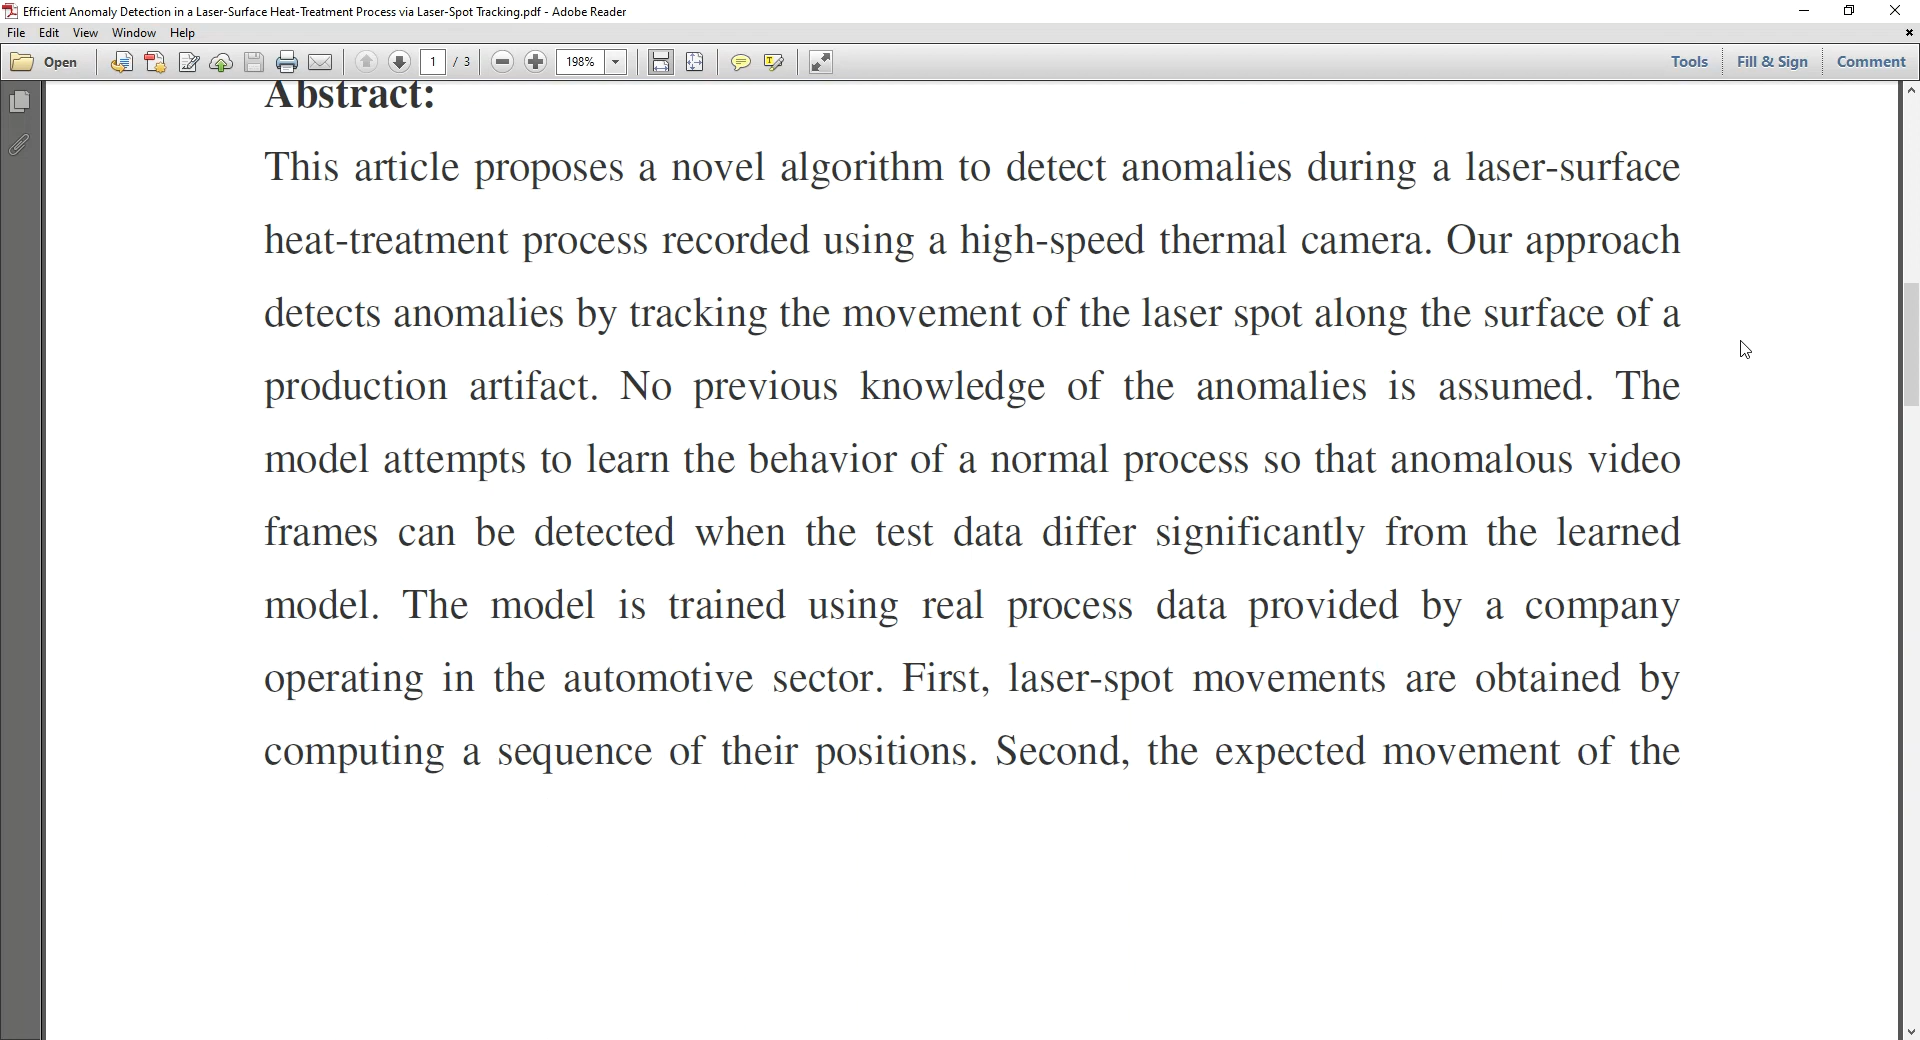 Efficient Anomaly Detection in a Laser-Surface Heat-Treatment Process via Laser-Spot Tracking.pdf - Adobe Reader
File Edit View Window Help
Open 1 / 3 198% Tools Fill & Sign Comment
Abstract:
This article proposes a novel algorithm to detect anomalies during a laser-surface
heat-treatment process recorded using a high-speed thermal camera. Our approach
detects anomalies by tracking the movement of the laser spot along the surface of a
production artifact. No previous knowledge of the anomalies is assumed. The
model attempts to learn the behavior of a normal process so that anomalous video
frames can be detected when the test data differ significantly from the learned
model. The model is trained using real process data provided by a company
operating in the automotive sector. First, laser-spot movements are obtained by
computing a sequence of their positions. Second, the expected movement of the